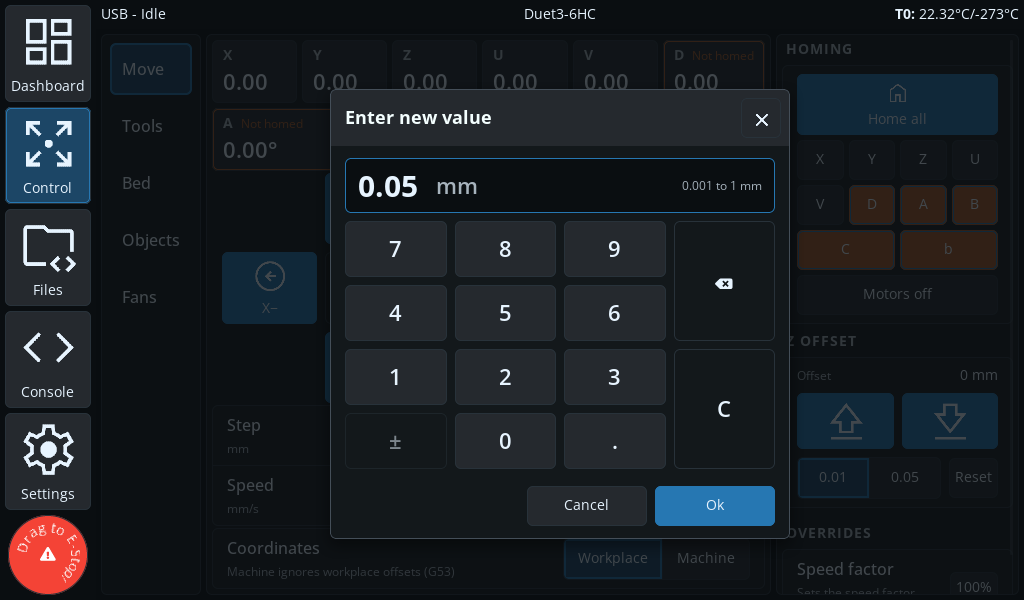 USB - Idle
Duet3-6HC
T0: 22.32°C/-273°C
Dashboard
Control
Files
Console
Settings
Drag to E-Stop!
Move
Tools
Bed
Objects
Fans
X
0.00
Y
0.00
Z
0.00
U
0.00
V
0.00
D Not homed
0.00
A Not homed
0.00°
X−
Step
mm
Speed
mm/s
Coordinates
Machine ignores workplace offsets (G53)
Workplace
Machine
Enter new value
0.05 mm
0.001 to 1 mm
7 8 9
4 5 6
1 2 3
± 0 .
C
Cancel
Ok
HOMING
Home all
X Y Z U
V D A B
C b
Motors off
Z OFFSET
Offset
0 mm
0.01 0.05 Reset
OVERRIDES
Speed factor
Sets the speed factor
100%